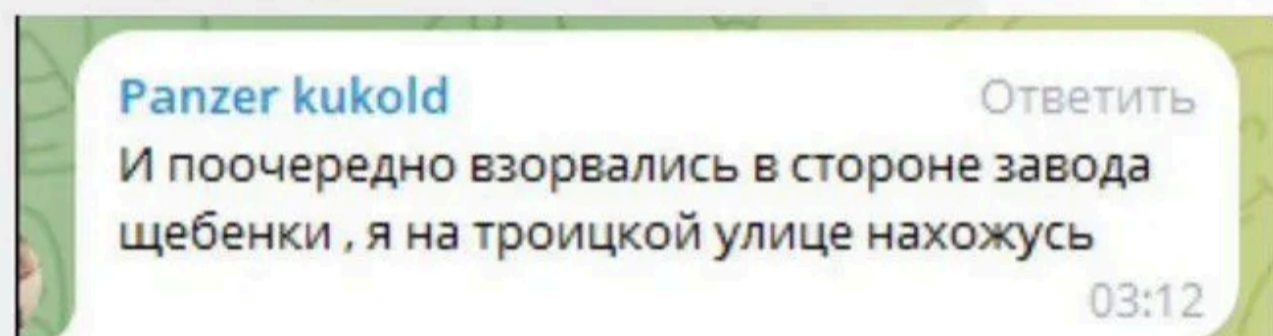 Panzer kukold Ответить
И поочередно взорвались в стороне завода
щебенки , я на троицкой улице нахожусь
03:12